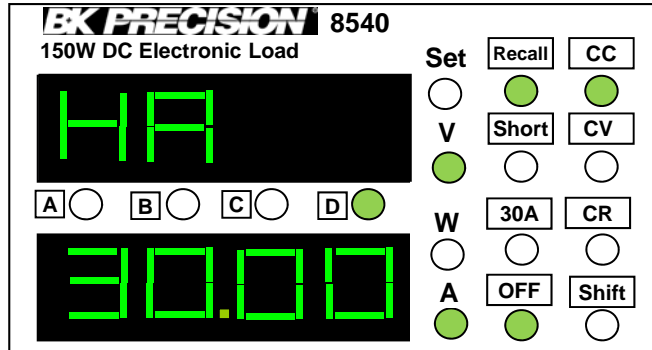 BK PRECISION® 8540
150W DC Electronic Load
Set Recall CC
HA
V Short CV
A B C D
W 30A CR
30.00
A OFF Shift